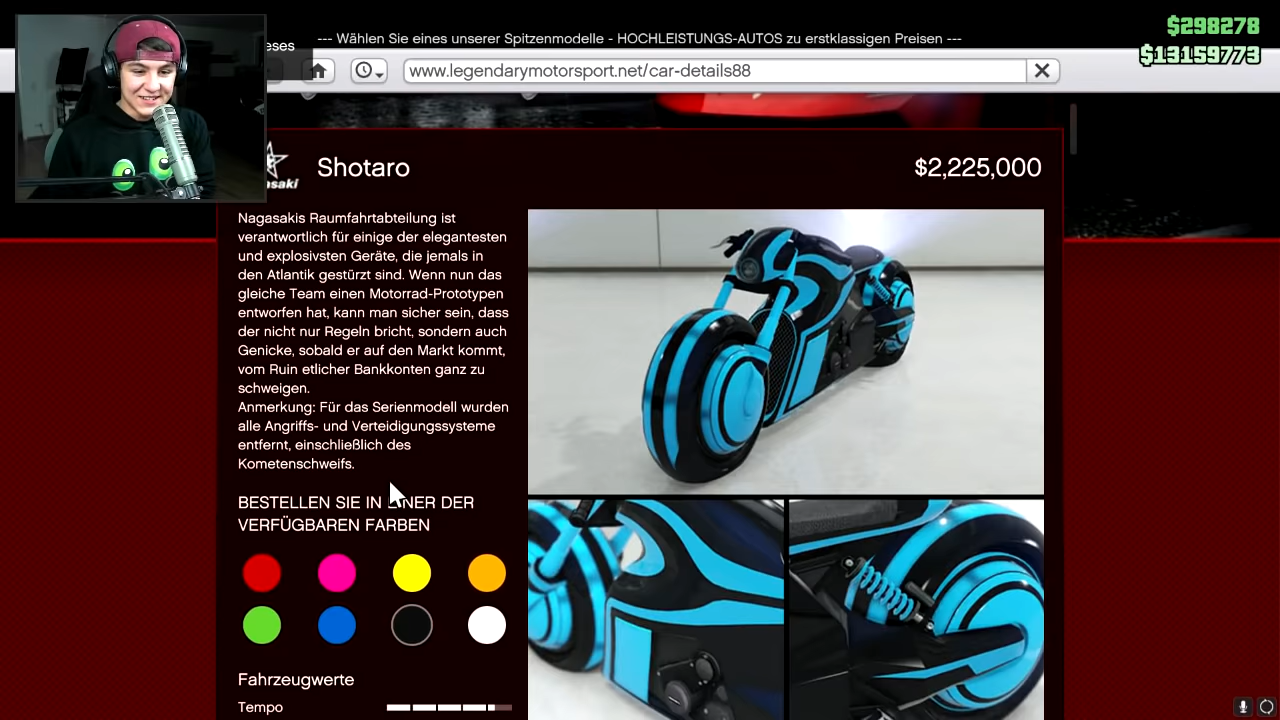 eses
--- Wählen Sie eines unserer Spitzenmodelle - HOCHLEISTUNGS-AUTOS zu erstklassigen Preisen ---
$298278
$13159773
www.legendarymotorsport.net/car-details88
asaki
Shotaro
$2,225,000
Nagasakis Raumfahrtabteilung ist
verantwortlich für einige der elegantesten
und explosivsten Geräte, die jemals in
den Atlantik gestürzt sind. Wenn nun das
gleiche Team einen Motorrad-Prototypen
entworfen hat, kann man sicher sein, dass
der nicht nur Regeln bricht, sondern auch
Genicke, sobald er auf den Markt kommt,
vom Ruin etlicher Bankkonten ganz zu
schweigen.
Anmerkung: Für das Serienmodell wurden
alle Angriffs- und Verteidigungssysteme
entfernt, einschließlich des
Kometenschweifs.
BESTELLEN SIE IN EINER DER
VERFÜGBAREN FARBEN
Fahrzeugwerte
Tempo